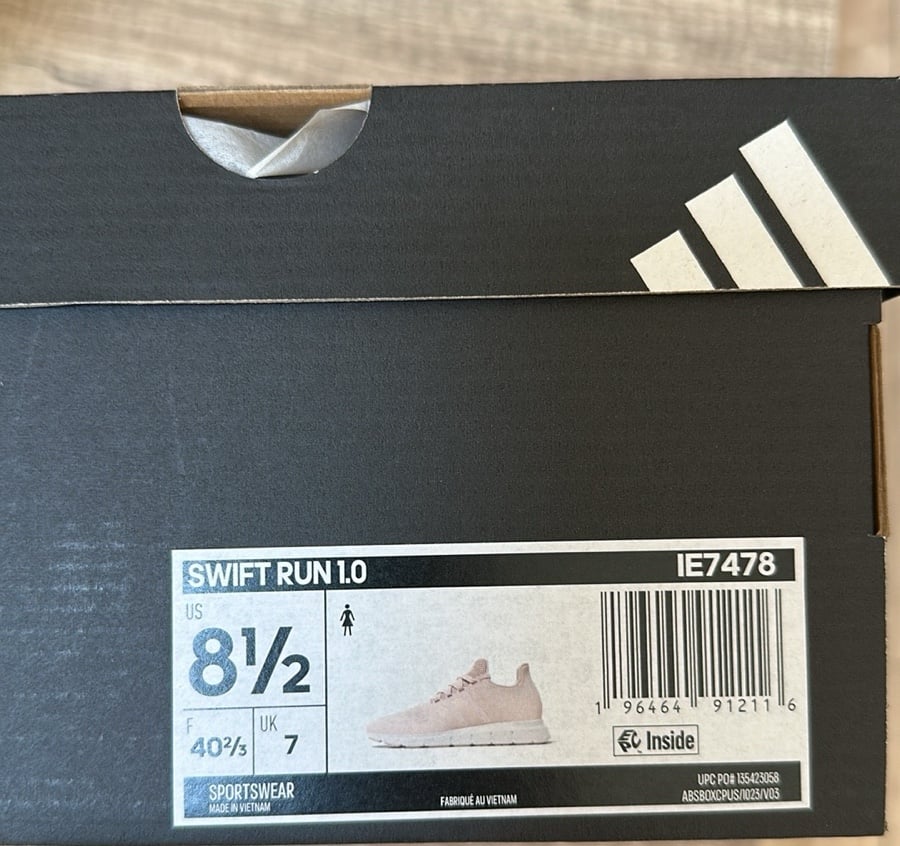 SWIFT RUN 1.0
IE7478
US
8½
F
40⅔
UK
7
1 96464 91211 6
Inside
SPORTSWEAR
MADE IN VIETNAM
FABRIQUÉ AU VIETNAM
UPC PO# 135423058
ABSBOXCPUS/1023/V03